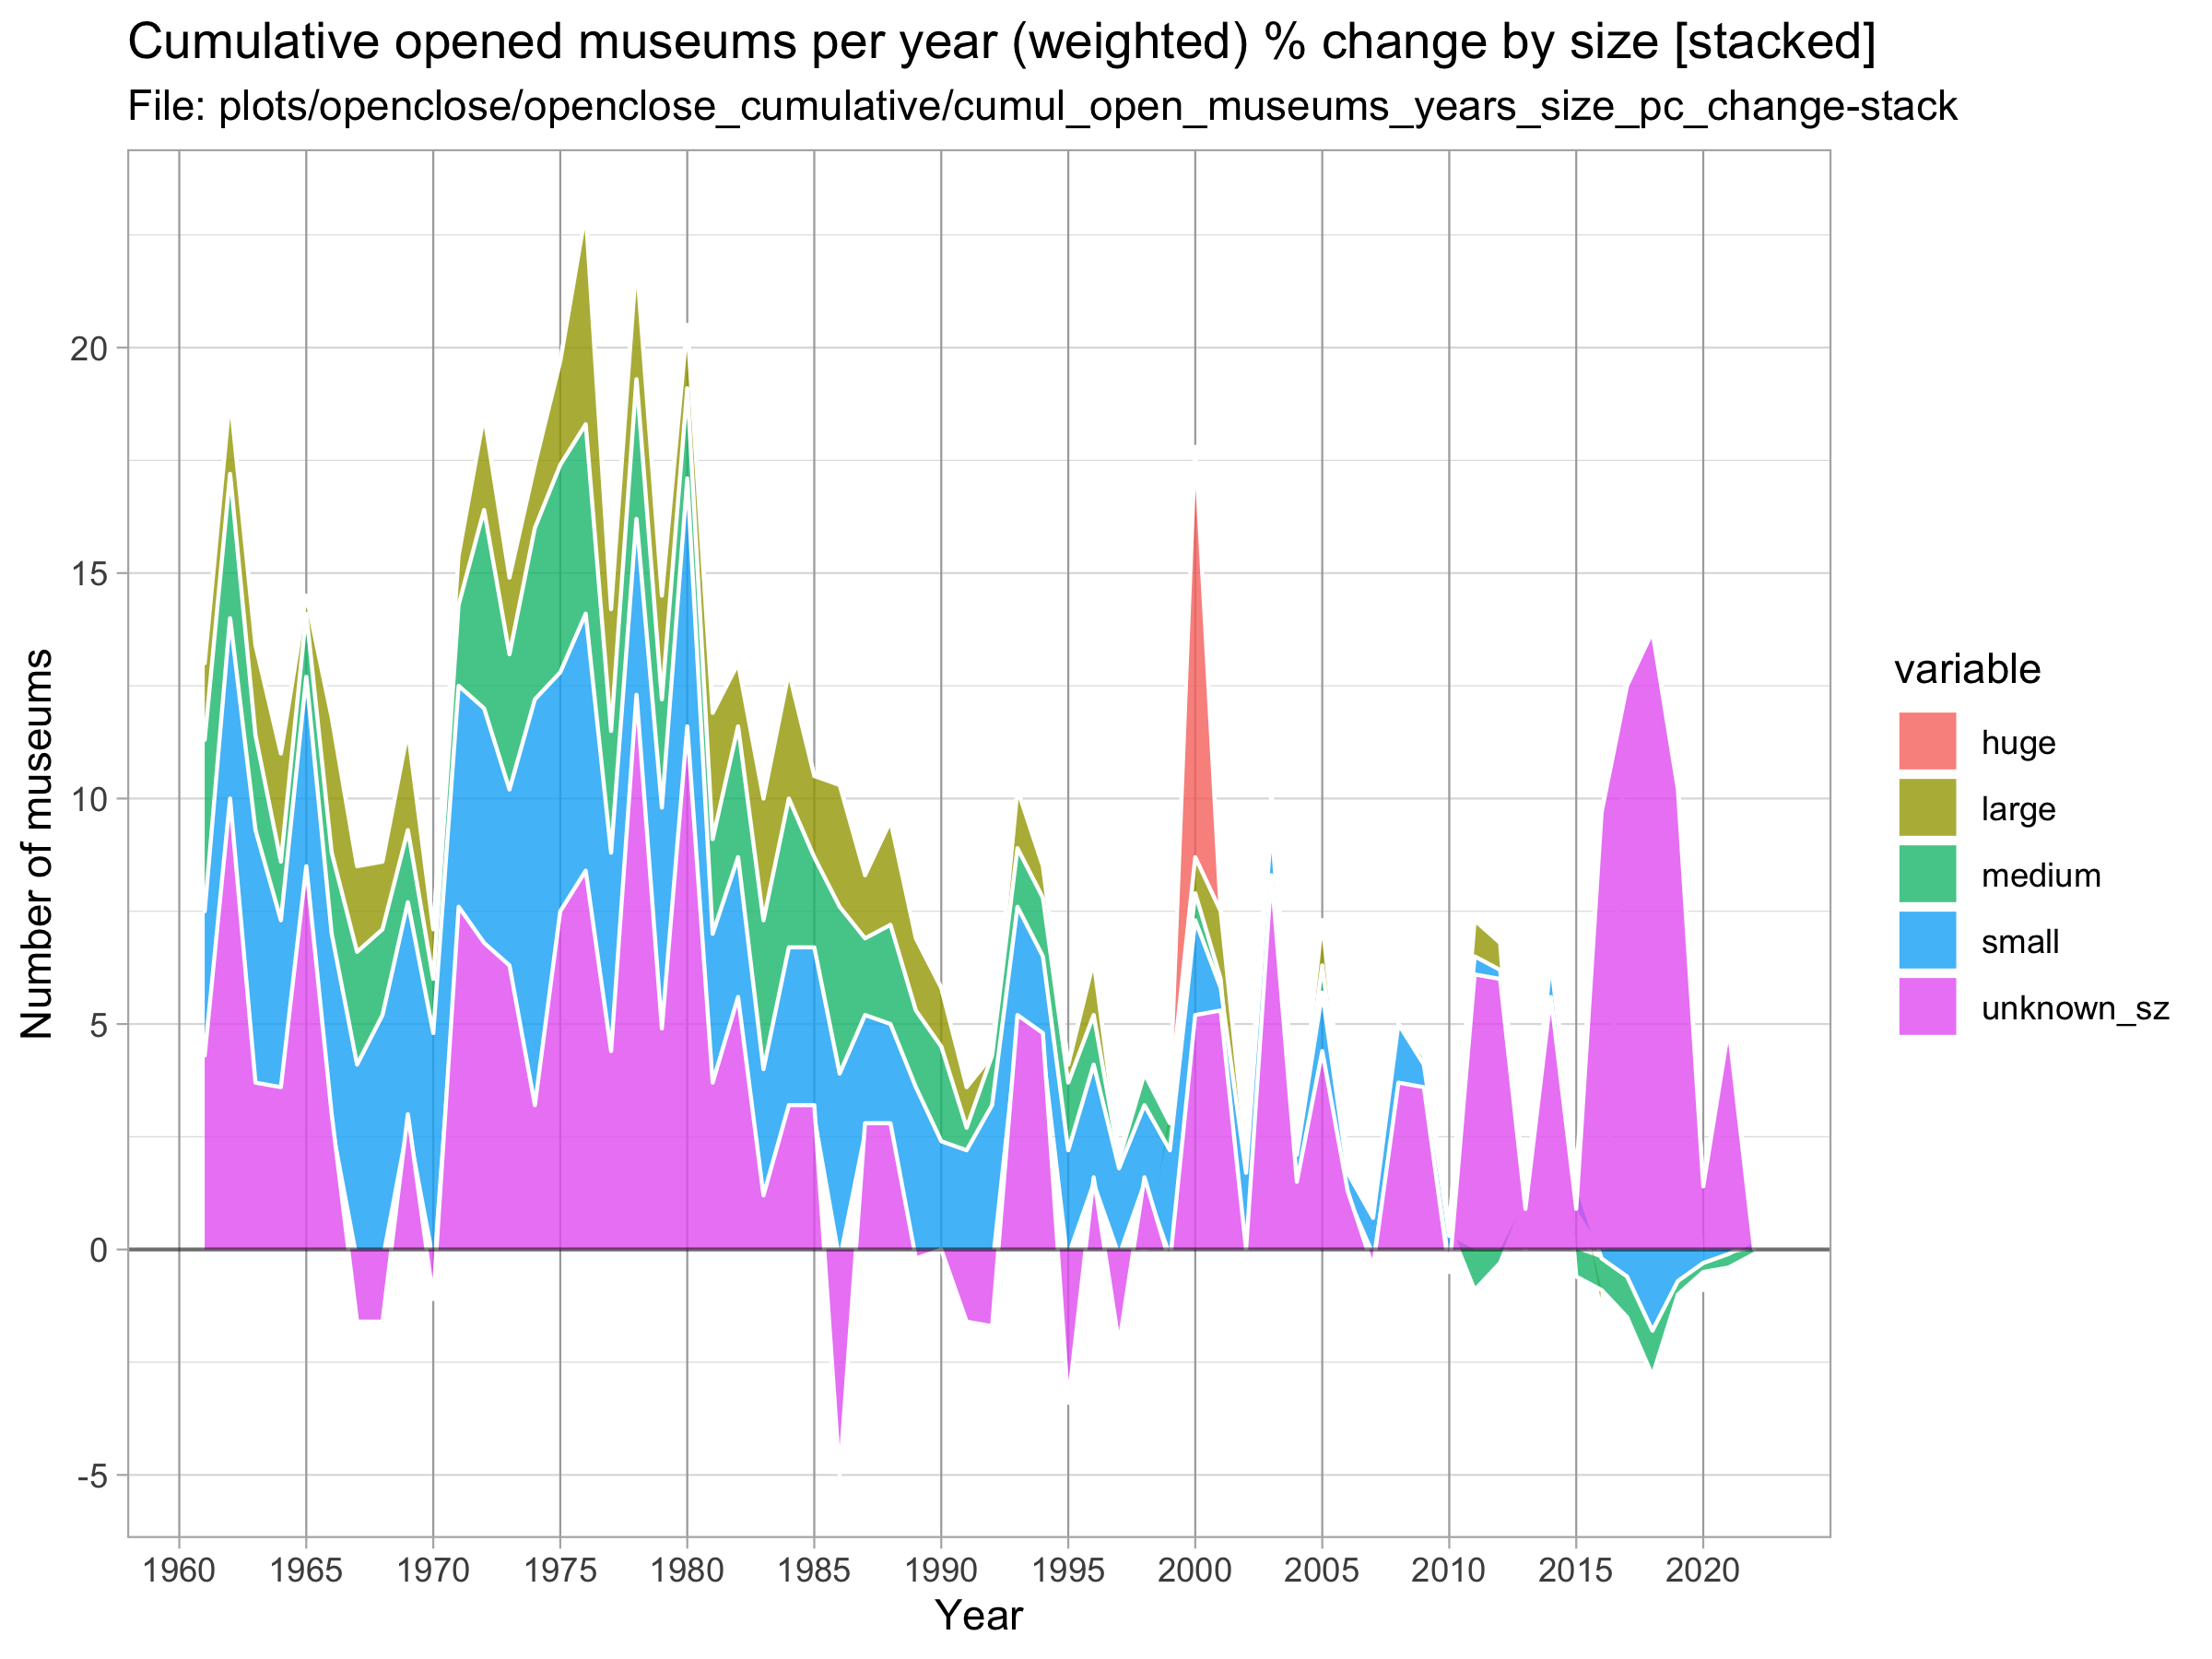 Cumulative opened museums per year (weighted) % change by size [stacked]
File: plots/openclose/openclose_cumulative/cumul_open_museums_years_size_pc_change-stack
Number of museums
20
15
10
5
0
-5
1960 1965 1970 1975 1980 1985 1990 1995 2000 2005 2010 2015 2020
Year
variable
huge
large
medium
small
unknown_sz